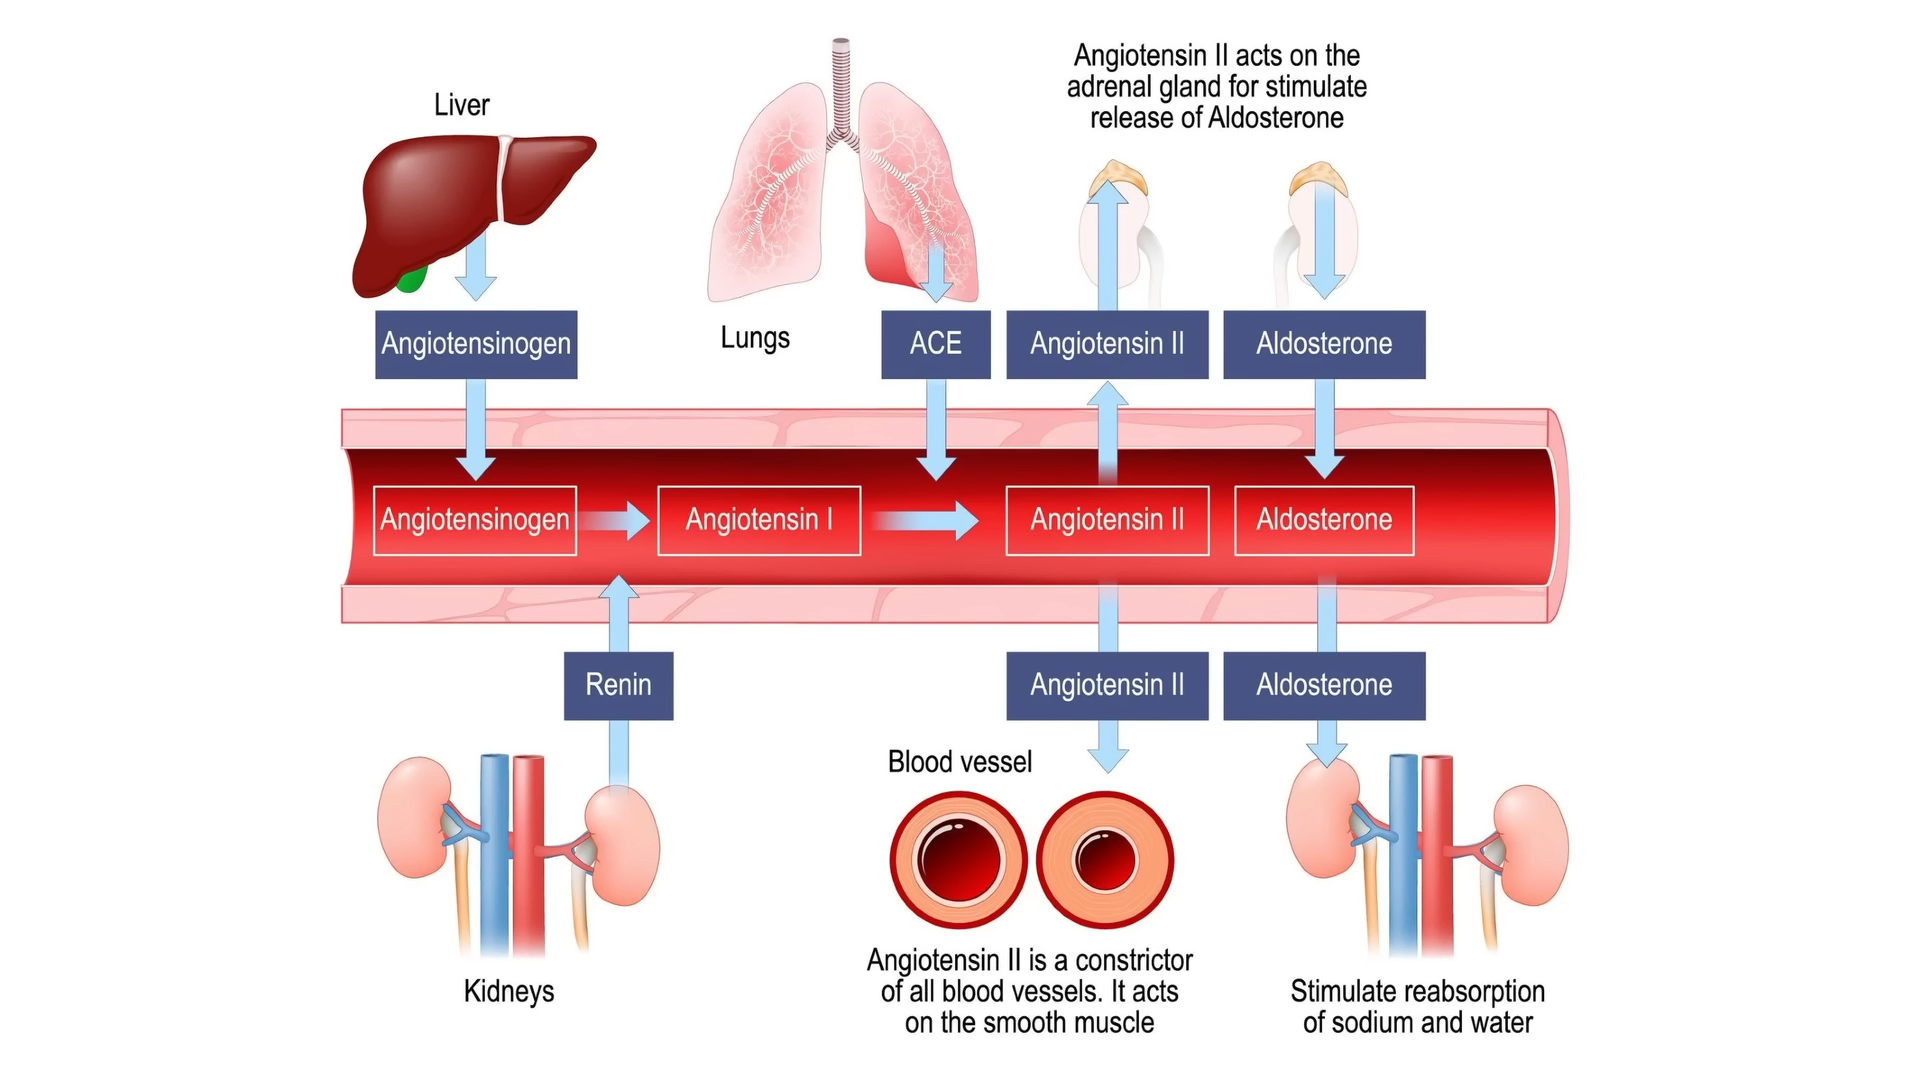 Angiotensin II acts on the
adrenal gland for stimulate
release of Aldosterone
Liver
Lungs
Angiotensinogen
ACE
Angiotensin II
Aldosterone
Angiotensinogen
Angiotensin I
Angiotensin II
Aldosterone
Renin
Angiotensin II
Aldosterone
Blood vessel
Kidneys
Angiotensin II is a constrictor
of all blood vessels. It acts
on the smooth muscle
Stimulate reabsorption
of sodium and water